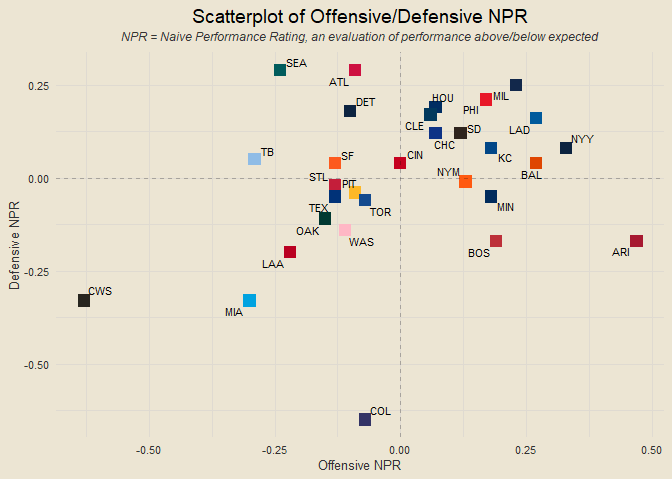 Scatterplot of Offensive/Defensive NPR
NPR = Naive Performance Rating, an evaluation of performance above/below expected
SEA
ATL
DET
HOU
MIL
PHI
CLE
SD
LAD
CHC
NYY
KC
TB
SF
CIN
BAL
STL
PIT
NYM
TEX
TOR
MIN
OAK
WAS
LAA
BOS
ARI
CWS
MIA
COL
0.25
0.00
-0.25
-0.50
Defensive NPR
-0.50
-0.25
0.00
0.25
0.50
Offensive NPR